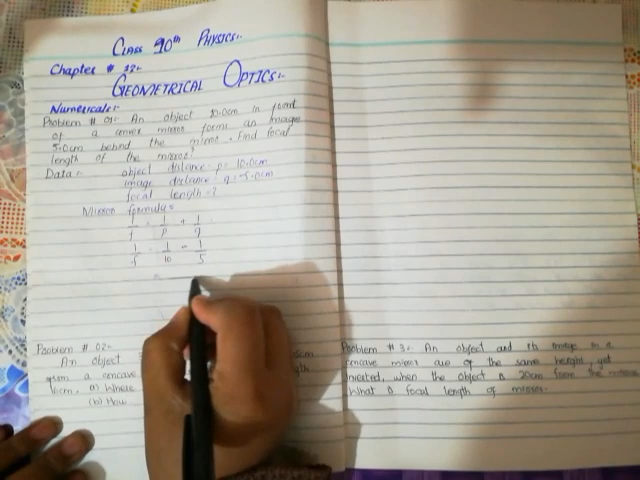 CLASS 10th PHYSICS:-
Chapter # 12:-
GEOMETRICAL OPTICS:-
Numericals:-
Problem # 01:- An object 10.0cm in front
of a convex mirror forms an image
5.0cm behind the mirror. Find focal
length of the mirror?
Data:- object distance = p = 10.0cm
image distance q = -5.0cm
focal length = ?
Mirror formula=
1/f = 1/p + 1/q
1/f = 1/10 - 1/5
=
Problem # 02:-
An object
from a concave
10cm. (i) Where
(ii) How
Problem # 3:- An object and its image in a
concave mirror are of the same height, yet
inverted, when the object is 20cm from the mirror.
What is focal length of mirror.